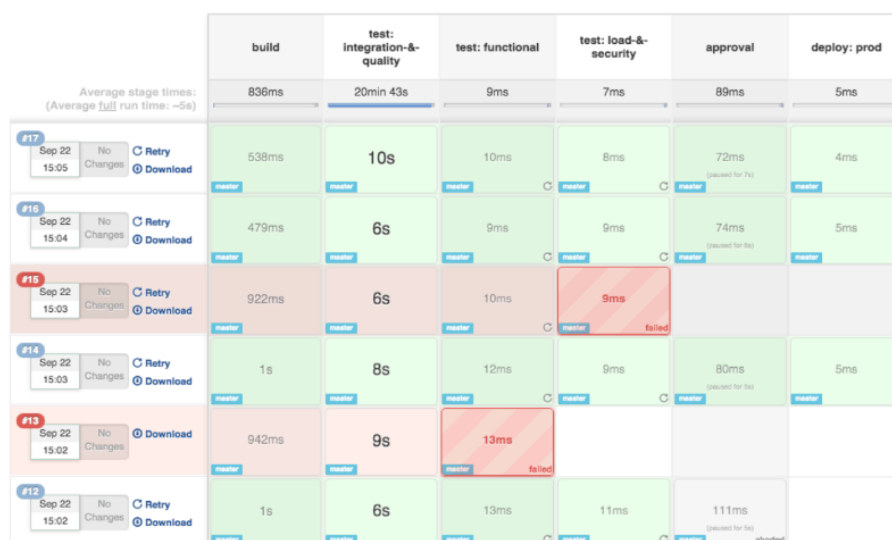 build
test: integration-&-quality
test: functional
test: load-&-security
approval
deploy: prod
Average stage times:
(Average full run time: ~5s)
836ms
20min 43s
9ms
7ms
89ms
5ms
#17
Sep 22
15:05
No Changes
Retry
Download
538ms
master
10s
master
10ms
master
8ms
master
72ms
(paused for 7s)
master
4ms
master
#16
Sep 22
15:04
No Changes
Retry
Download
479ms
master
6s
master
9ms
master
9ms
master
74ms
master
5ms
master
#15
Sep 22
15:03
No Changes
Retry
Download
922ms
master
6s
master
10ms
master
9ms
master
failed
#14
Sep 22
15:03
No Changes
Retry
Download
1s
master
8s
master
12ms
master
9ms
master
80ms
(paused for 5s)
master
5ms
master
#13
Sep 22
15:02
No Changes
Download
942ms
master
9s
master
13ms
master
failed
#12
Sep 22
15:02
No Changes
Retry
Download
1s
master
6s
master
13ms
master
11ms
master
111ms
(paused for 5s)
master